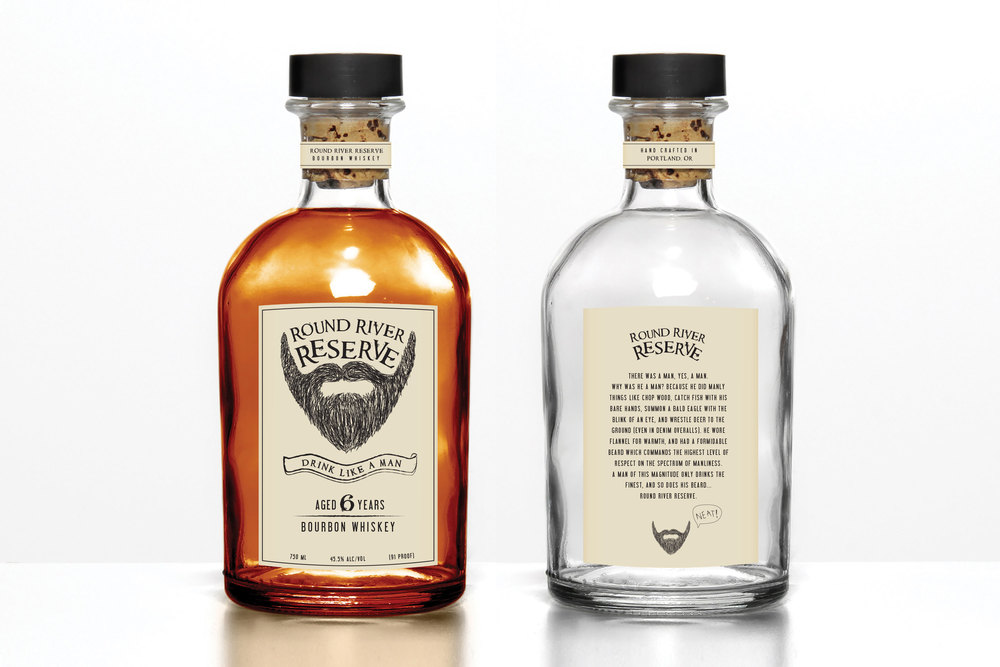 ROUND RIVER RESERVE
BOURBON WHISKEY
ROUND RIVER
RESERVE
DRINK LIKE A MAN
AGED 6 YEARS
BOURBON WHISKEY
750 ML 45.5% ALC/VOL (91 PROOF)
HAND CRAFTED IN
PORTLAND, OR
ROUND RIVER
RESERVE
THERE WAS A MAN, YES, A MAN.
WHY WAS HE A MAN? BECAUSE HE DID MANLY
THINGS LIKE CHOP WOOD, CATCH FISH WITH HIS
BARE HANDS, SUMMON A BALD EAGLE WITH THE
BLINK OF AN EYE, AND WRESTLE DEER TO THE
GROUND (EVEN IN DENIM OVERALLS). HE WORE
FLANNEL FOR WARMTH, AND HAD A FORMIDABLE
BEARD WHICH COMMANDS THE HIGHEST LEVEL OF
RESPECT ON THE SPECTRUM OF MANLINESS.
A MAN OF THIS MAGNITUDE ONLY DRINKS THE
FINEST, AND SO DOES HIS BEARD...
ROUND RIVER RESERVE.
NEAT!